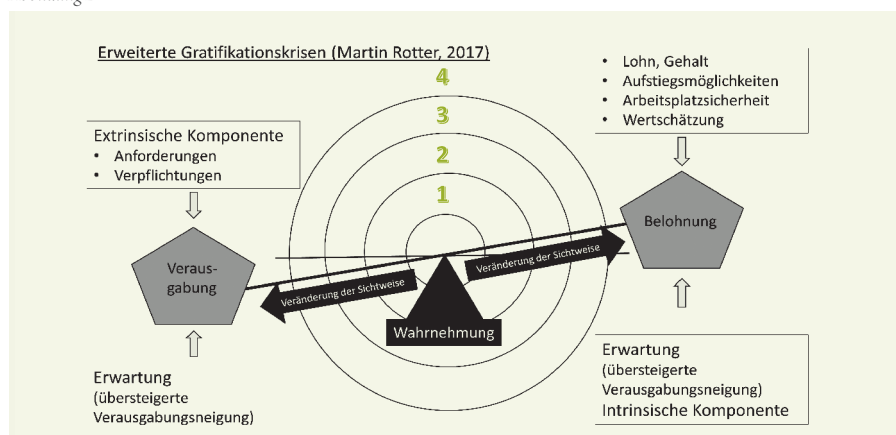 Erweiterte Gratifikationskrisen (Martin Rotter, 2017)
4
3
2
1
Extrinsische Komponente
• Anforderungen
• Verpflichtungen
• Lohn, Gehalt
• Aufstiegsmöglichkeiten
• Arbeitsplatzsicherheit
• Wertschätzung
Veraus-
gabung
Belohnung
Veränderung der Sichtweise
Veränderung der Sichtweise
Wahrnehmung
Erwartung
(übersteigerte
Verausgabungsneigung)
Erwartung
(übersteigerte
Verausgabungsneigung)
Intrinsische Komponente